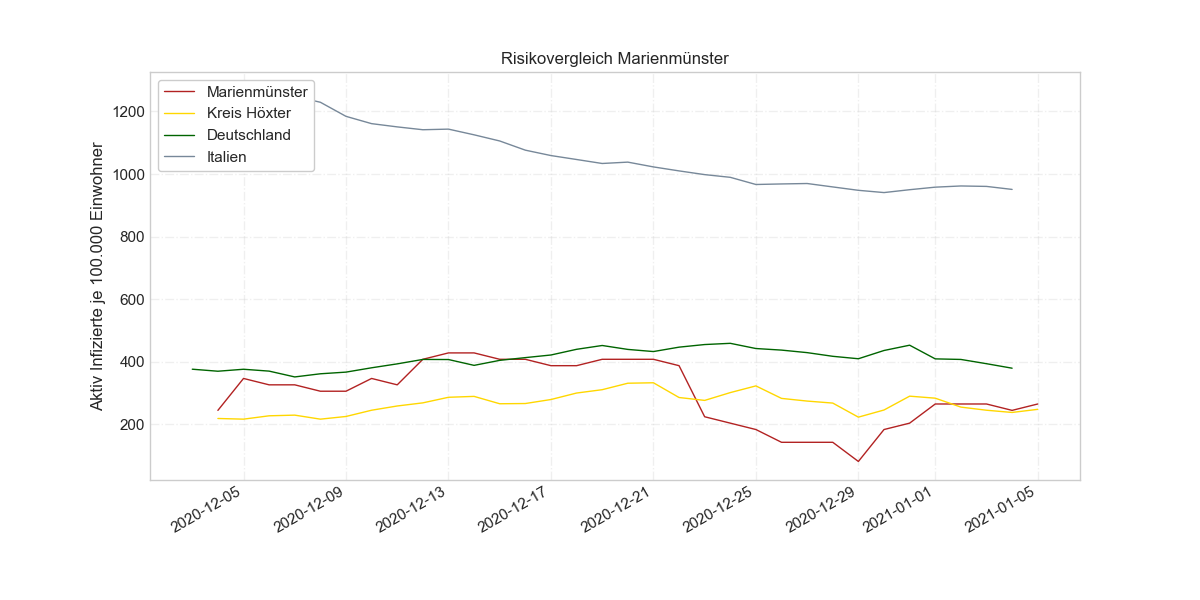 Risikovergleich Marienmünster
Marienmünster
Kreis Höxter
Deutschland
Italien
Aktiv Infizierte je 100.000 Einwohner
1200
1000
800
600
400
200
2020-12-05
2020-12-09
2020-12-13
2020-12-17
2020-12-21
2020-12-25
2020-12-29
2021-01-01
2021-01-05